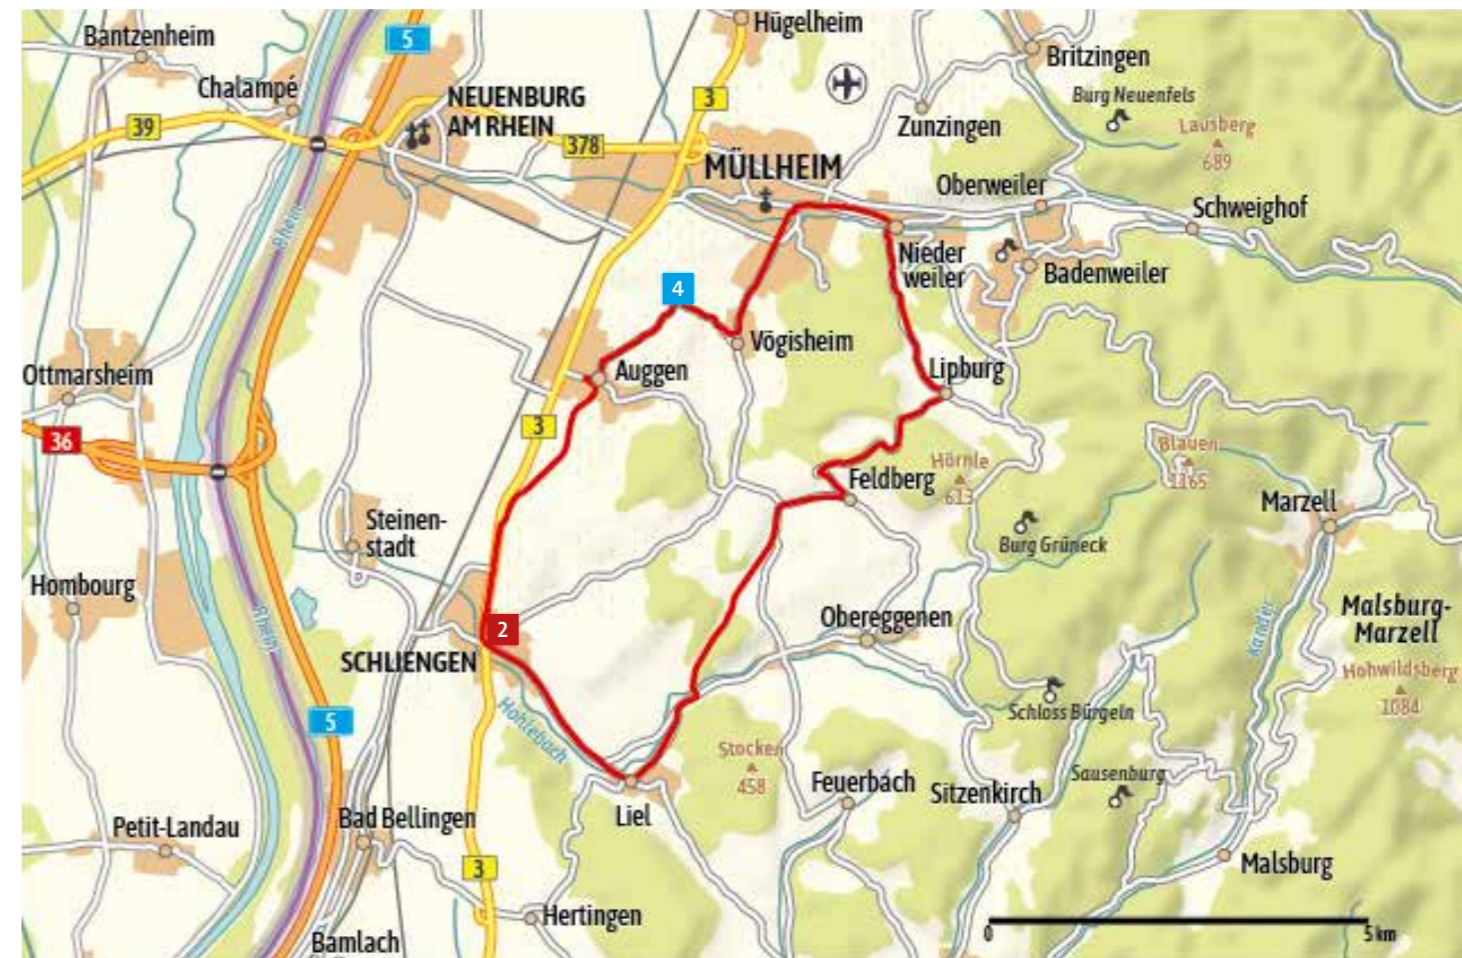 Hügelheim
5
Bantzenheim
Britzingen
Chalampé
NEUENBURG
AM RHEIN
3
Burg Neuenfels
39
378
Zunzingen
Lausberg
689
MÜLLHEIM
Oberweiler
Schweighof
Rhein
Nieder
weiler
Badenweiler
4
Vögisheim
Ottmarsheim
Auggen
Lipburg
36
3
Blauen
1165
Hörnle
613
Feldberg
Marzell
Steinen-
stadt
Burg Grüneck
Hombourg
Rhein
Obereggenen
Kander
Malsburg-
Marzell
2
SCHLIENGEN
Hohwildsberg
1084
Hohlebach
Schloss Bürgeln
5
Stocken
458
Feuerbach
Sitzenkirch
Sausenburg
Liel
Petit-Landau
Bad Bellingen
Malsburg
3
Hertingen
Bamlach
0
5 km